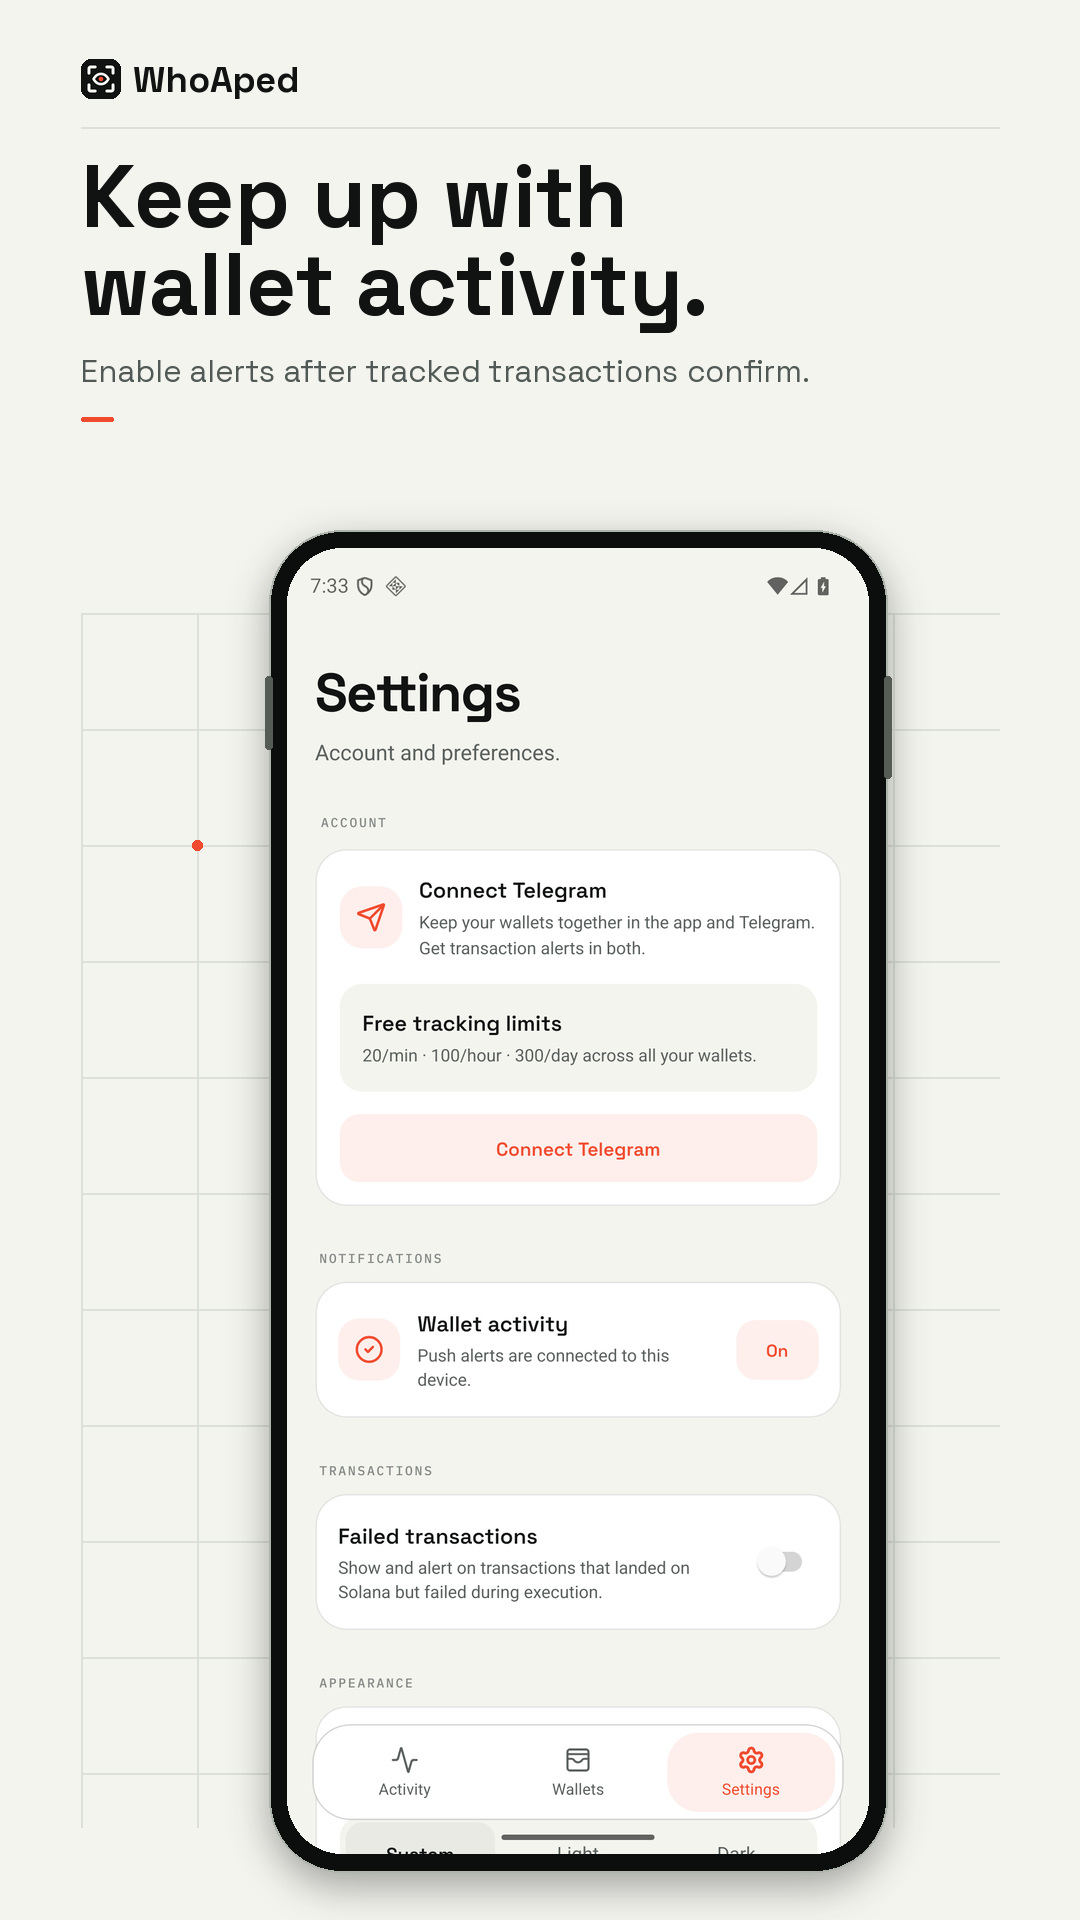 WhoAped
Keep up with
wallet activity.
Enable alerts after tracked transactions confirm.
7:33
Settings
Account and preferences.
ACCOUNT
Connect Telegram
Keep your wallets together in the app and Telegram.
Get transaction alerts in both.
Free tracking limits
20/min · 100/hour · 300/day across all your wallets.
Connect Telegram
NOTIFICATIONS
Wallet activity
Push alerts are connected to this
device.
On
TRANSACTIONS
Failed transactions
Show and alert on transactions that landed on
Solana but failed during execution.
APPEARANCE
Activity
Wallets
Settings
System
Light
Dark